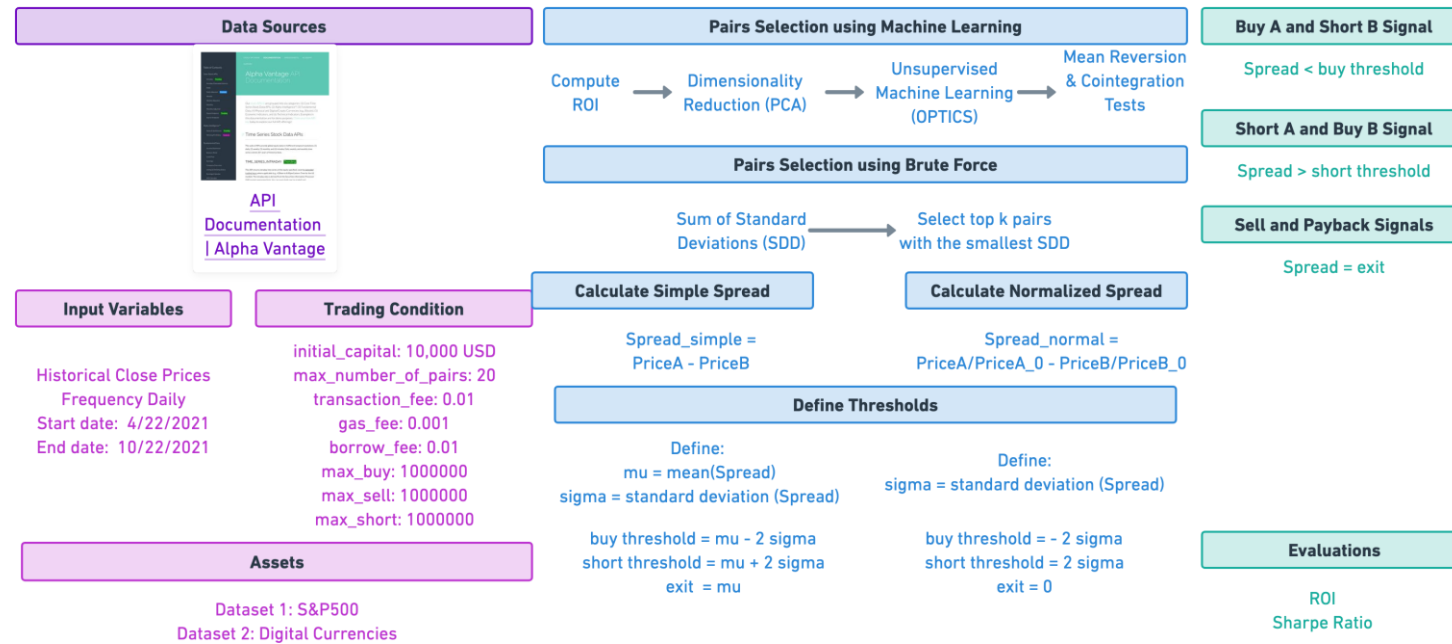 Data Sources
Alpha Vantage API
Time Series Stock Data APIs
API
Documentation
| Alpha Vantage
Input Variables
Historical Close Prices
Frequency Daily
Start date: 4/22/2021
End date: 10/22/2021
Trading Condition
initial_capital: 10,000 USD
max_number_of_pairs: 20
transaction_fee: 0.01
gas_fee: 0.001
borrow_fee: 0.01
max_buy: 1000000
max_sell: 1000000
max_short: 1000000
Assets
Dataset 1: S&P500
Dataset 2: Digital Currencies
Pairs Selection using Machine Learning
Compute
ROI
Dimensionality
Reduction (PCA)
Unsupervised
Machine Learning
(OPTICS)
Mean Reversion
& Cointegration
Tests
Pairs Selection using Brute Force
Sum of Standard
Deviations (SDD)
Select top k pairs
with the smallest SDD
Calculate Simple Spread
Spread_simple =
PriceA - PriceB
Calculate Normalized Spread
Spread_normal =
PriceA/PriceA_0 - PriceB/PriceB_0
Define Thresholds
Define:
mu = mean(Spread)
sigma = standard deviation (Spread)
buy threshold = mu - 2 sigma
short threshold = mu + 2 sigma
exit = mu
Define:
sigma = standard deviation (Spread)
buy threshold = - 2 sigma
short threshold = 2 sigma
exit = 0
Buy A and Short B Signal
Spread < buy threshold
Short A and Buy B Signal
Spread > short threshold
Sell and Payback Signals
Spread = exit
Evaluations
ROI
Sharpe Ratio